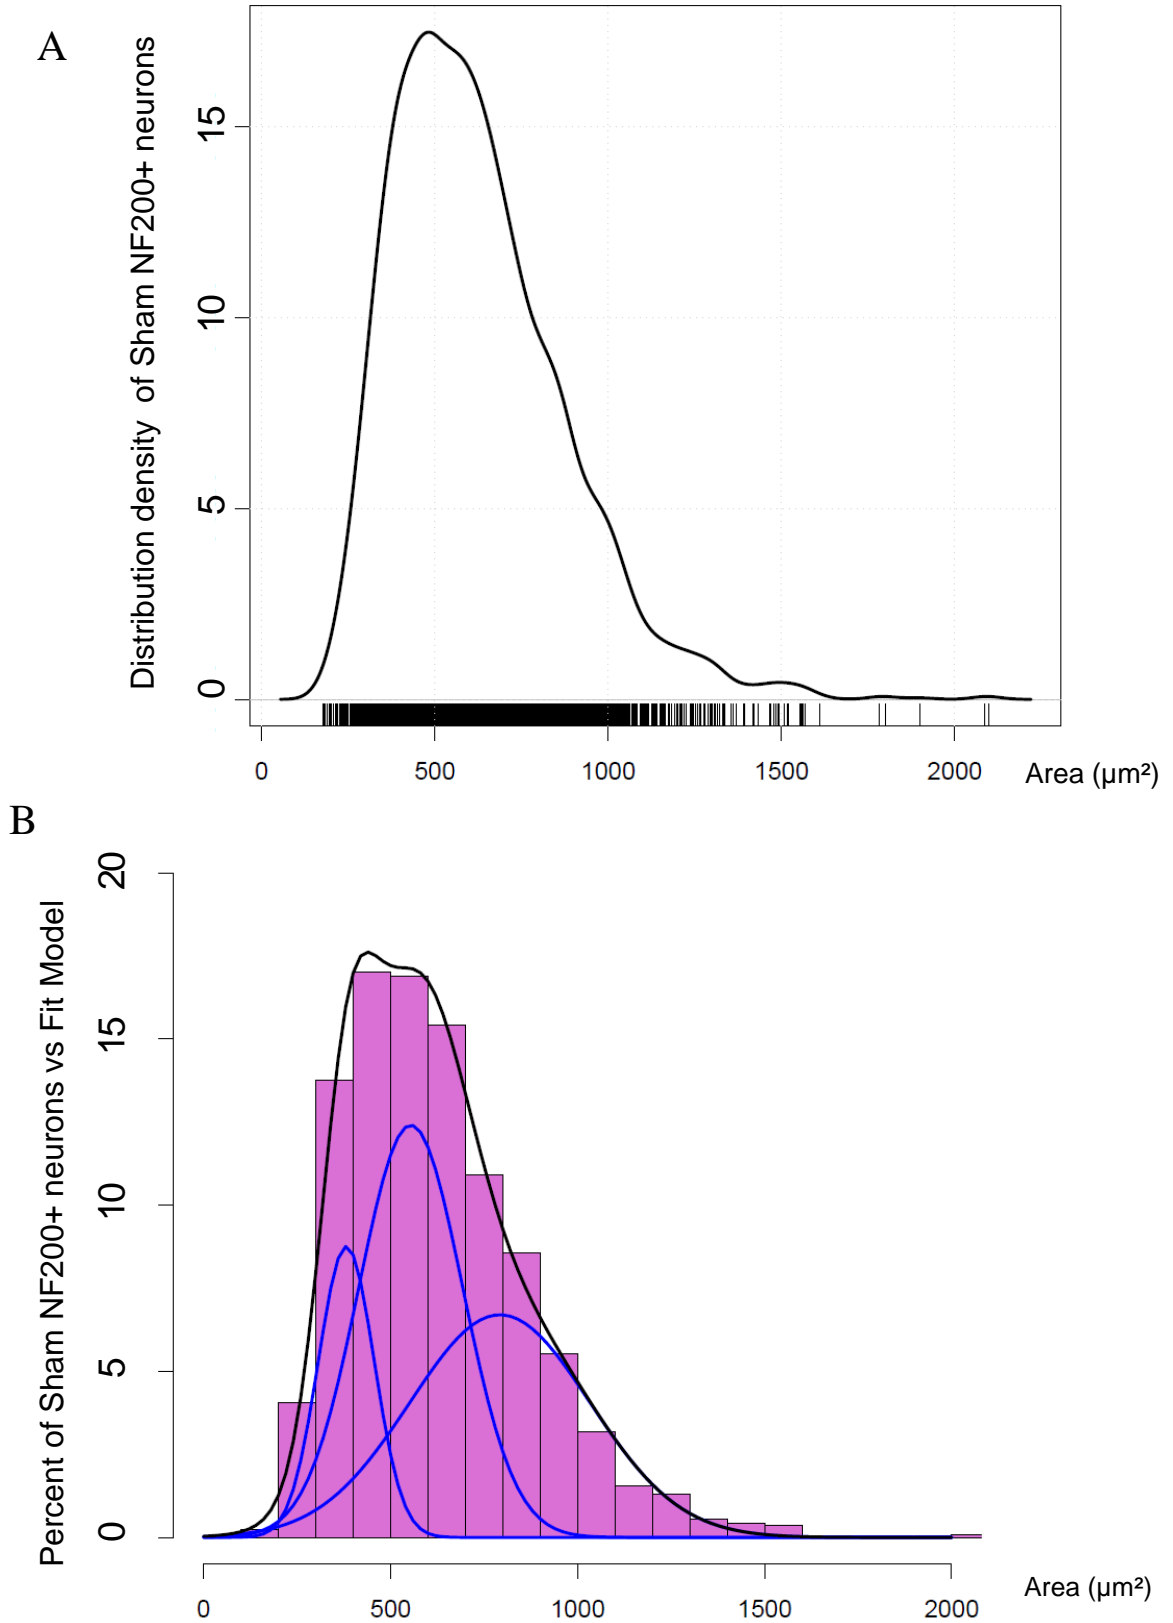 A
Distribution density of Sham NF200+ neurons
15
10
5
0
0 500 1000 1500 2000 Area (µm²)
B
Percent of Sham NF200+ neurons vs Fit Model
20
15
10
5
0
0 500 1000 1500 2000 Area (µm²)